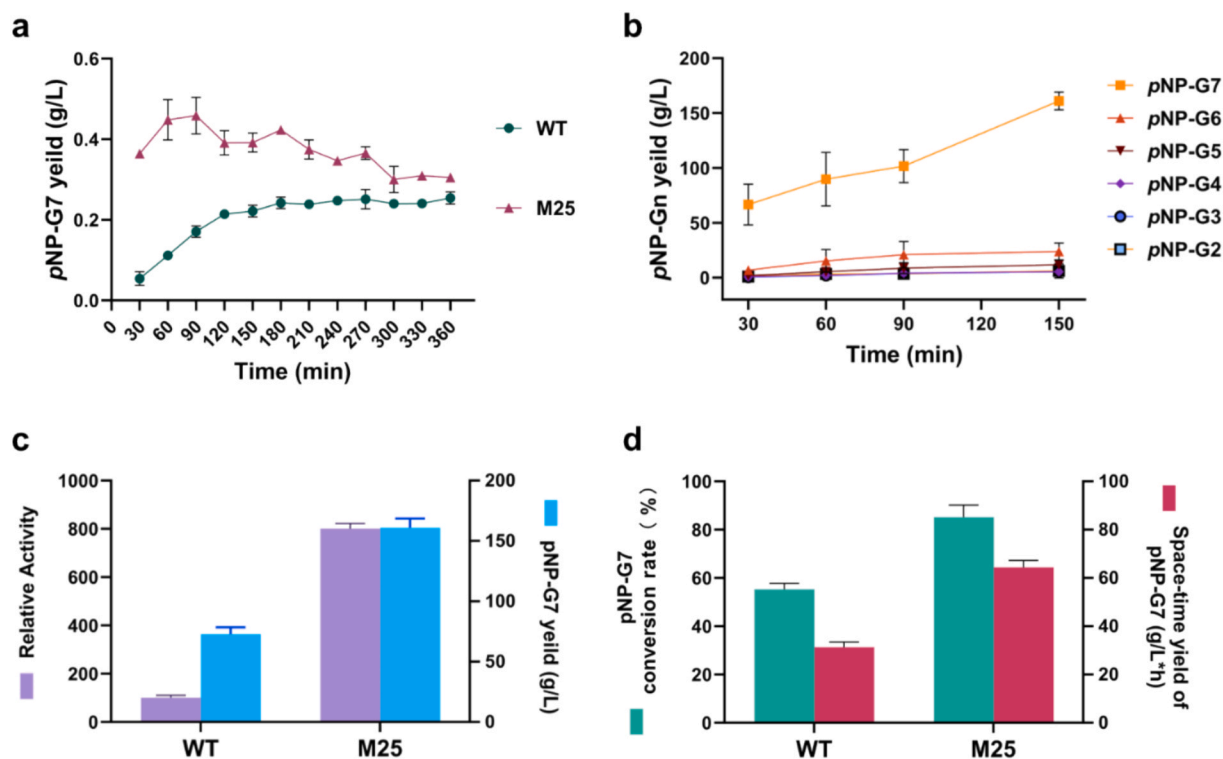 a
pNP-G7 yeild (g/L)
0.6
0.4
0.2
0.0
0
30
60
90
120
150
180
210
240
270
300
330
360
Time (min)
WT
M25
b
pNP-Gn yeild (g/L)
200
150
100
50
0
30
60
90
120
150
Time (min)
pNP-G7
pNP-G6
pNP-G5
pNP-G4
pNP-G3
pNP-G2
c
Relative Activity
1000
800
600
400
200
0
WT
M25
200
150
100
50
0
pNP-G7 yeild (g/L)
d
pNP-G7
conversion rate ( %)
100
80
60
40
20
0
WT
M25
100
80
60
40
20
0
Space-time yield of
pNP-G7 (g/L*h)